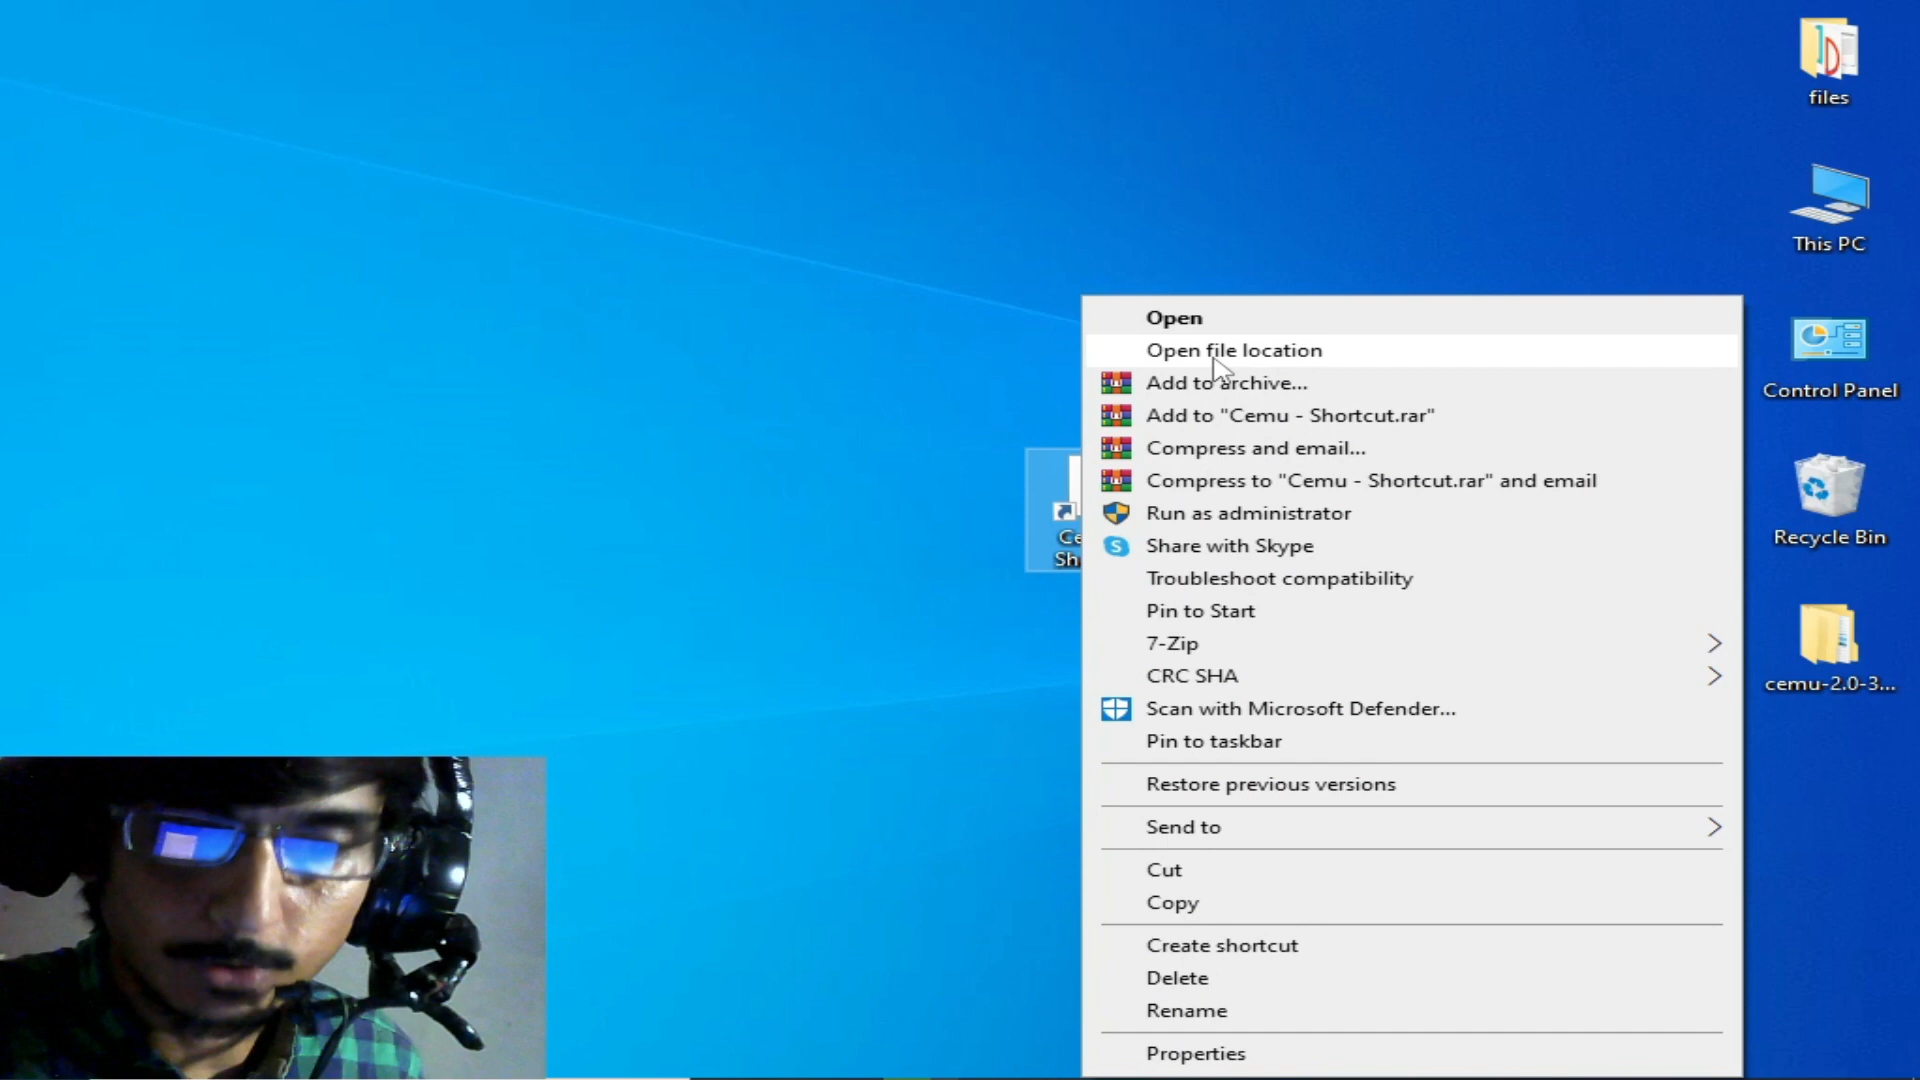 files
This PC
Control Panel
Recycle Bin
cemu-2.0-3...
Ce
Sh
Open
Open file location
Add to archive...
Add to "Cemu - Shortcut.rar"
Compress and email...
Compress to "Cemu - Shortcut.rar" and email
Run as administrator
Share with Skype
Troubleshoot compatibility
Pin to Start
7-Zip
CRC SHA
Scan with Microsoft Defender...
Pin to taskbar
Restore previous versions
Send to
Cut
Copy
Create shortcut
Delete
Rename
Properties